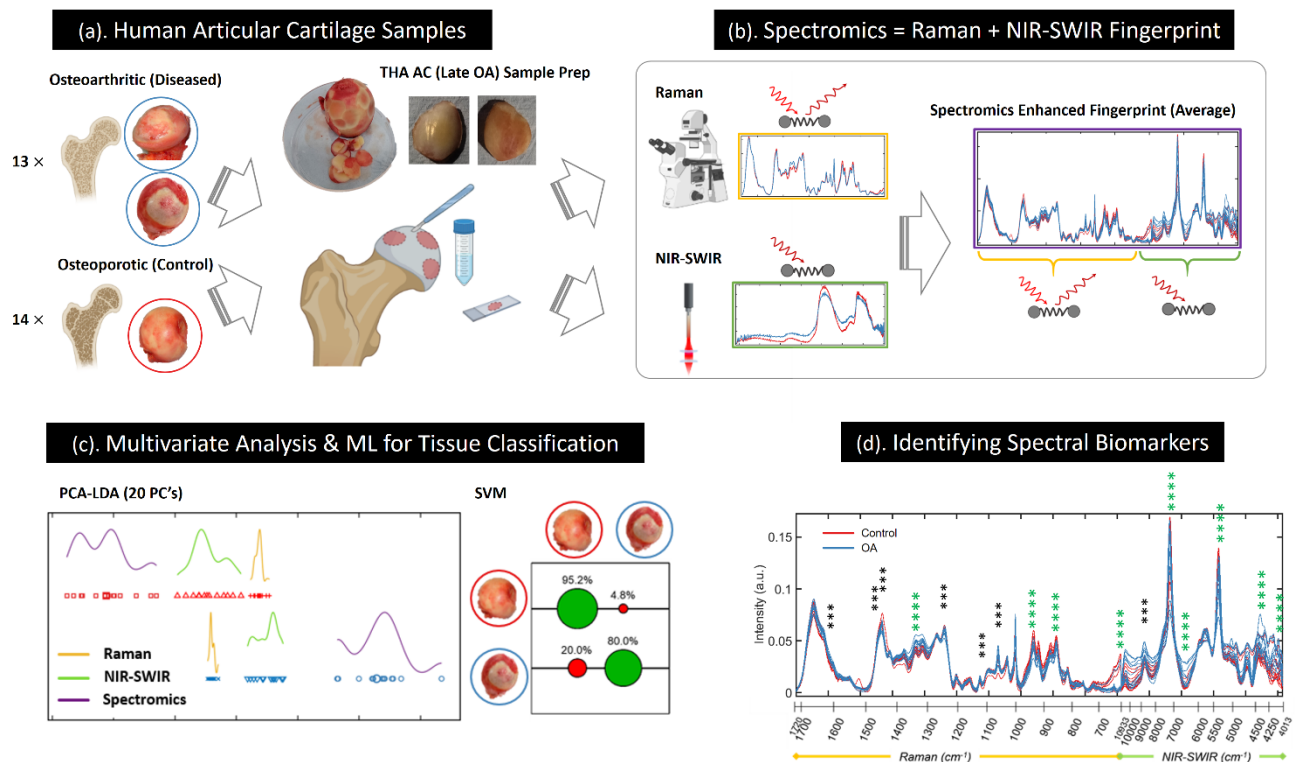 (a). Human Articular Cartilage Samples
Osteoarthritic (Diseased)
THA AC (Late OA) Sample Prep
13 ×
Osteoporotic (Control)
14 ×
(b). Spectromics = Raman + NIR-SWIR Fingerprint
Raman
Spectromics Enhanced Fingerprint (Average)
NIR-SWIR
(c). Multivariate Analysis & ML for Tissue Classification
PCA-LDA (20 PC's)
SVM
95.2%
4.8%
20.0%
80.0%
Raman
NIR-SWIR
Spectromics
(d). Identifying Spectral Biomarkers
Control
OA
Intensity (a.u.)
0.15
0.1
0.05
0
*** *** *** **** *** *** *** **** **** **** *** **** **** **** **** ****
1720 1700 1600 1500 1400 1300 1200 1100 1000 900 800 700 10933 10000 9000 8000 7000 6000 5500 5000 4500 4250 4013
Raman (cm⁻¹)
NIR-SWIR (cm⁻¹)